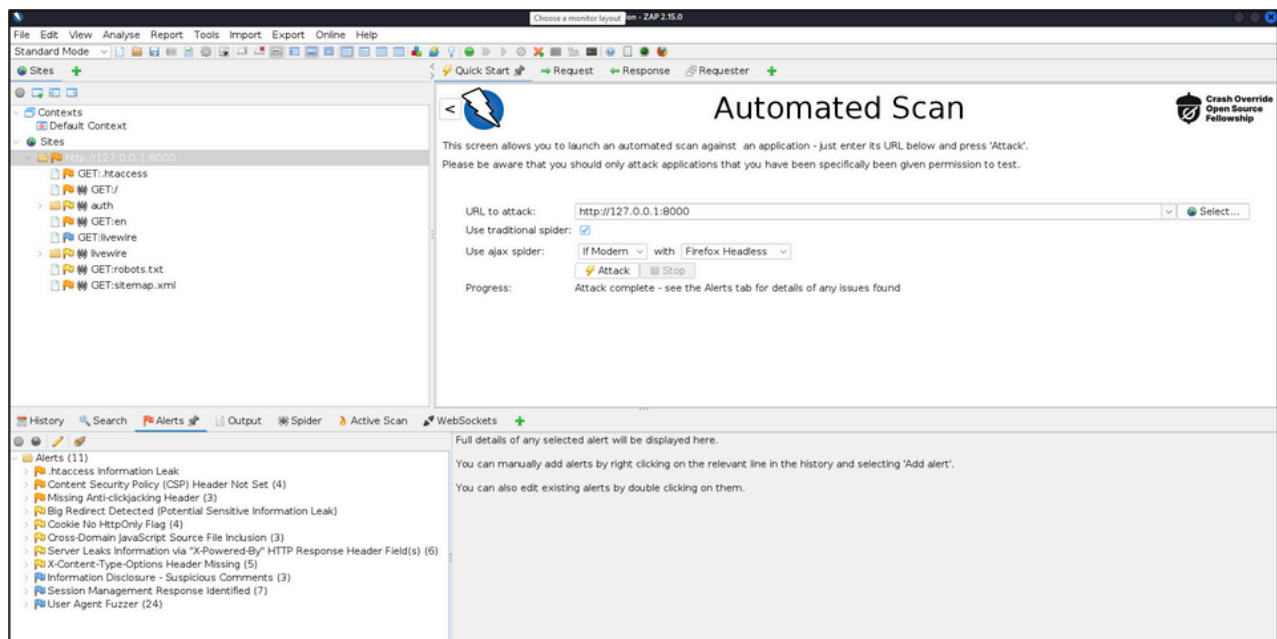 Choose a monitor layout on - ZAP 2.15.0
File Edit View Analyse Report Tools Import Export Online Help
Standard Mode
Sites
Quick Start Request Response Requester
Contexts
Default Context
Sites
http://127.0.0.1:8000
GET:.htaccess
GET:/
auth
GET:en
GET:livewire
livewire
GET:robots.txt
GET:sitemap.xml
<
Automated Scan
Crash Override
Open Source
Fellowship
This screen allows you to launch an automated scan against an application - just enter its URL below and press 'Attack'.
Please be aware that you should only attack applications that you have been specifically been given permission to test.
URL to attack: http://127.0.0.1:8000 Select...
Use traditional spider:
Use ajax spider: If Modern with Firefox Headless
Attack Stop
Progress: Attack complete - see the Alerts tab for details of any issues found
History Search Alerts Output Spider Active Scan WebSockets
Alerts (11)
.htaccess Information Leak
Content Security Policy (CSP) Header Not Set (4)
Missing Anti-clickjacking Header (3)
Big Redirect Detected (Potential Sensitive Information Leak)
Cookie No HttpOnly Flag (4)
Cross-Domain JavaScript Source File Inclusion (3)
Server Leaks Information via "X-Powered-By" HTTP Response Header Field(s) (6)
X-Content-Type-Options Header Missing (5)
Information Disclosure - Suspicious Comments (3)
Session Management Response Identified (7)
User Agent Fuzzer (24)
Full details of any selected alert will be displayed here.
You can manually add alerts by right clicking on the relevant line in the history and selecting 'Add alert'.
You can also edit existing alerts by double clicking on them.